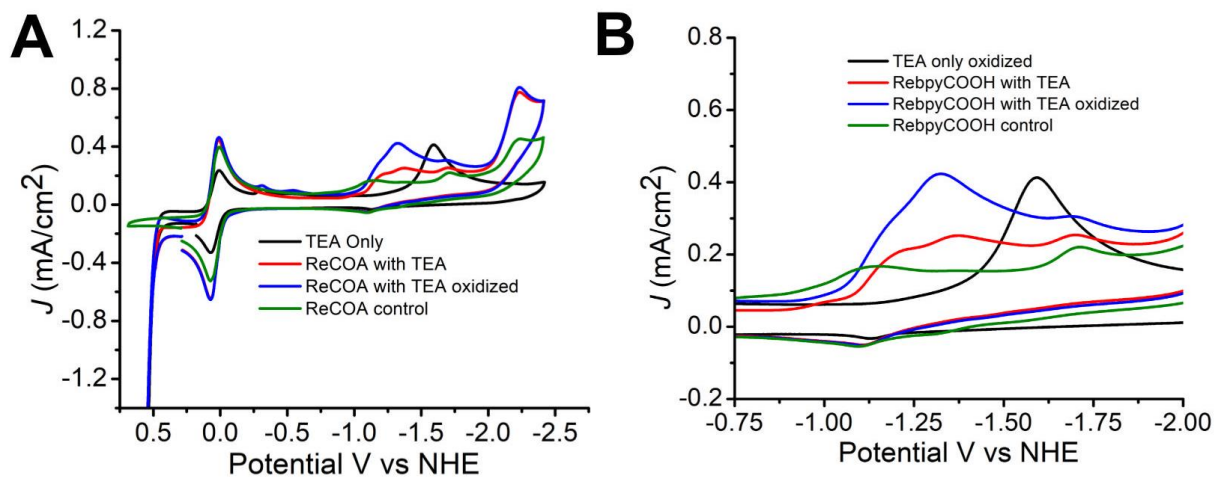 A
J (mA/cm²)
1.2
0.8
0.4
0.0
-0.4
-0.8
-1.2
TEA Only
ReCOA with TEA
ReCOA with TEA oxidized
ReCOA control
0.5 0.0 -0.5 -1.0 -1.5 -2.0 -2.5
Potential V vs NHE
B
J (mA/cm²)
0.8
0.6
0.4
0.2
0.0
-0.2
TEA only oxidized
RebpyCOOH with TEA
RebpyCOOH with TEA oxidized
RebpyCOOH control
-0.75 -1.00 -1.25 -1.50 -1.75 -2.00
Potential V vs NHE